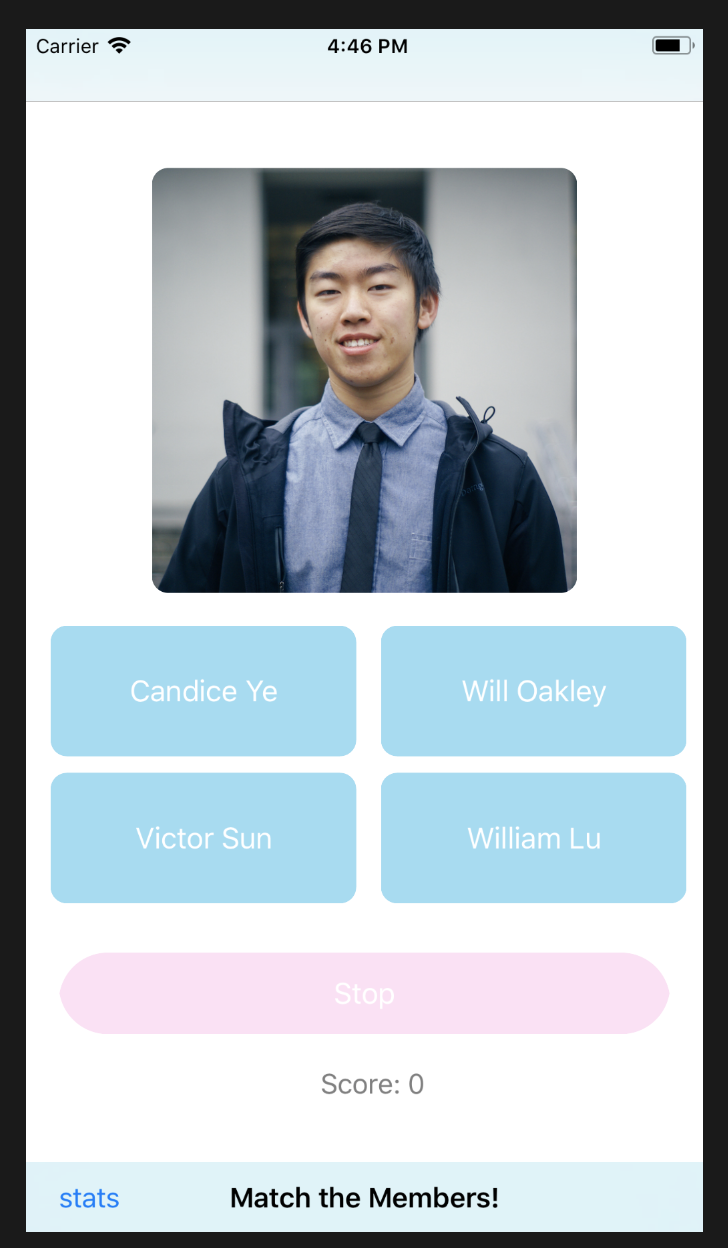 Carrier 4:46 PM
Candice Ye Will Oakley
Victor Sun William Lu
Stop
Score: 0
stats Match the Members!